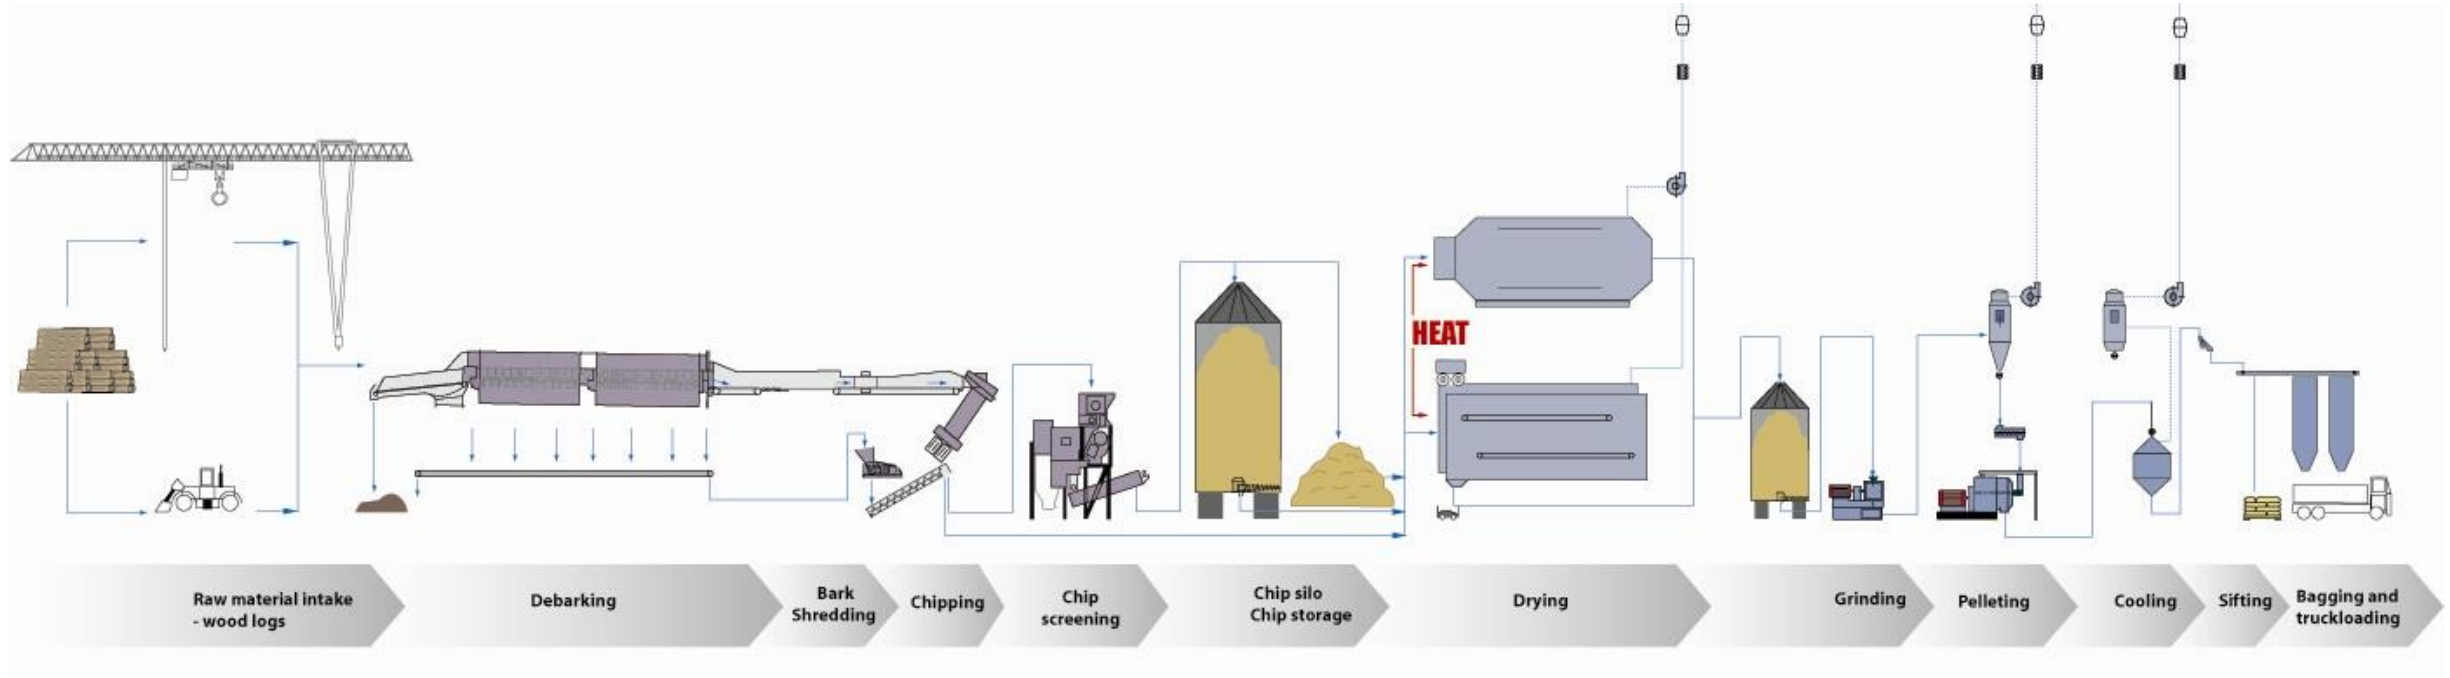 HEAT
Raw material intake
- wood logs
Debarking
Bark
Shredding
Chipping
Chip
screening
Chip silo
Chip storage
Drying
Grinding
Pelleting
Cooling
Sifting
Bagging and
truckloading